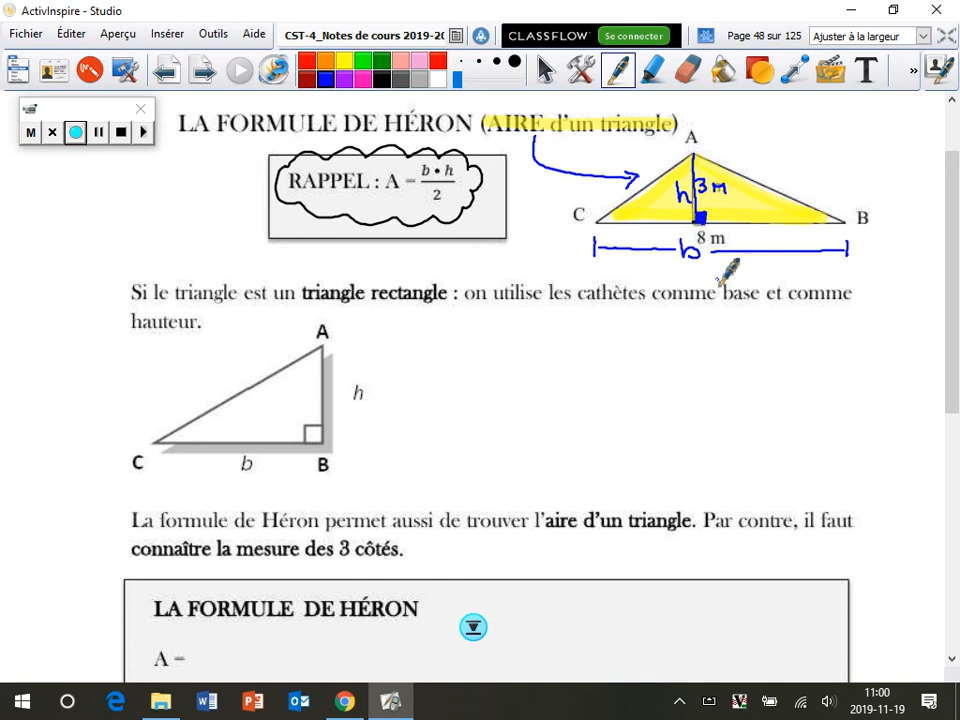 ActivInspire - Studio
Fichier Éditer Aperçu Insérer Outils Aide
CST-4_Notes de cours 2019-20
CLASSFLOW Se connecter
Page 48 sur 125
Ajuster à la largeur
T »
M
LA FORMULE DE HÉRON (AIRE d'un triangle)
RAPPEL : A = b • h / 2
A
h 3 m
C
B
8 m
b
Si le triangle est un triangle rectangle : on utilise les cathètes comme base et comme
hauteur.
A
h
C
b
B
La formule de Héron permet aussi de trouver l'aire d'un triangle. Par contre, il faut
connaître la mesure des 3 côtés.
LA FORMULE DE HÉRON
A =
11:00
2019-11-19